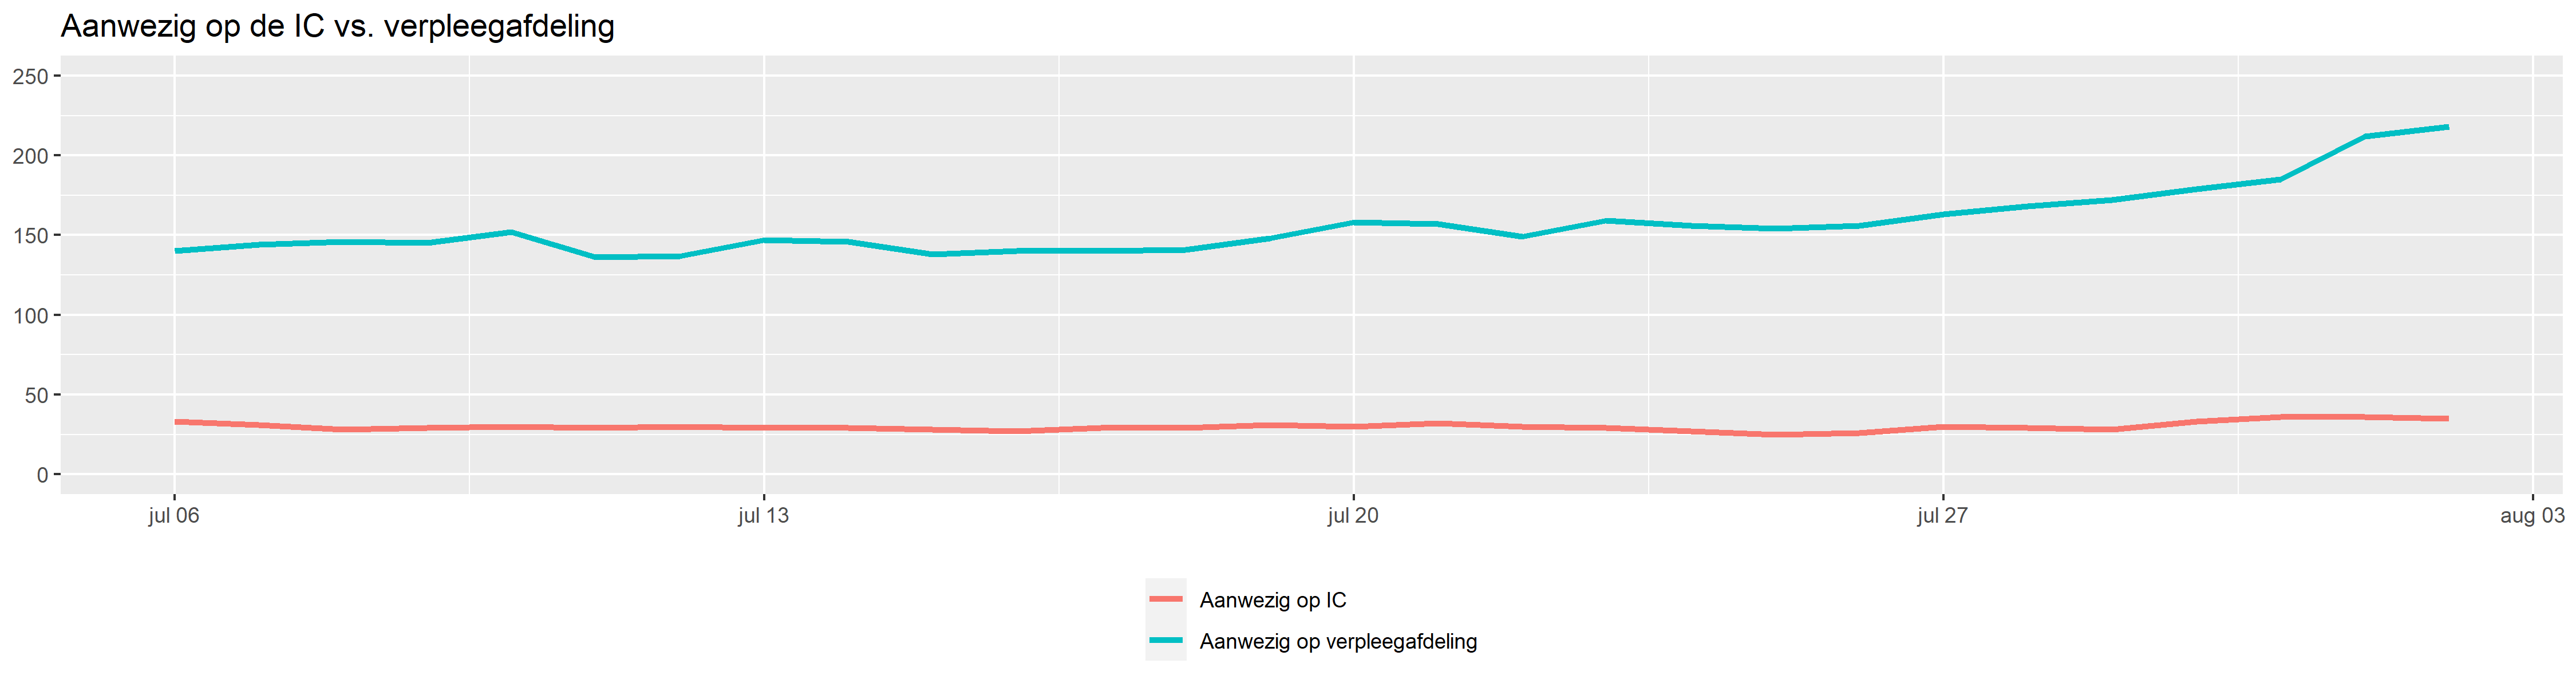 Aanwezig op de IC vs. verpleegafdeling
250
200
150
100
50
0
jul 06 jul 13 jul 20 jul 27 aug 03
Aanwezig op IC
Aanwezig op verpleegafdeling